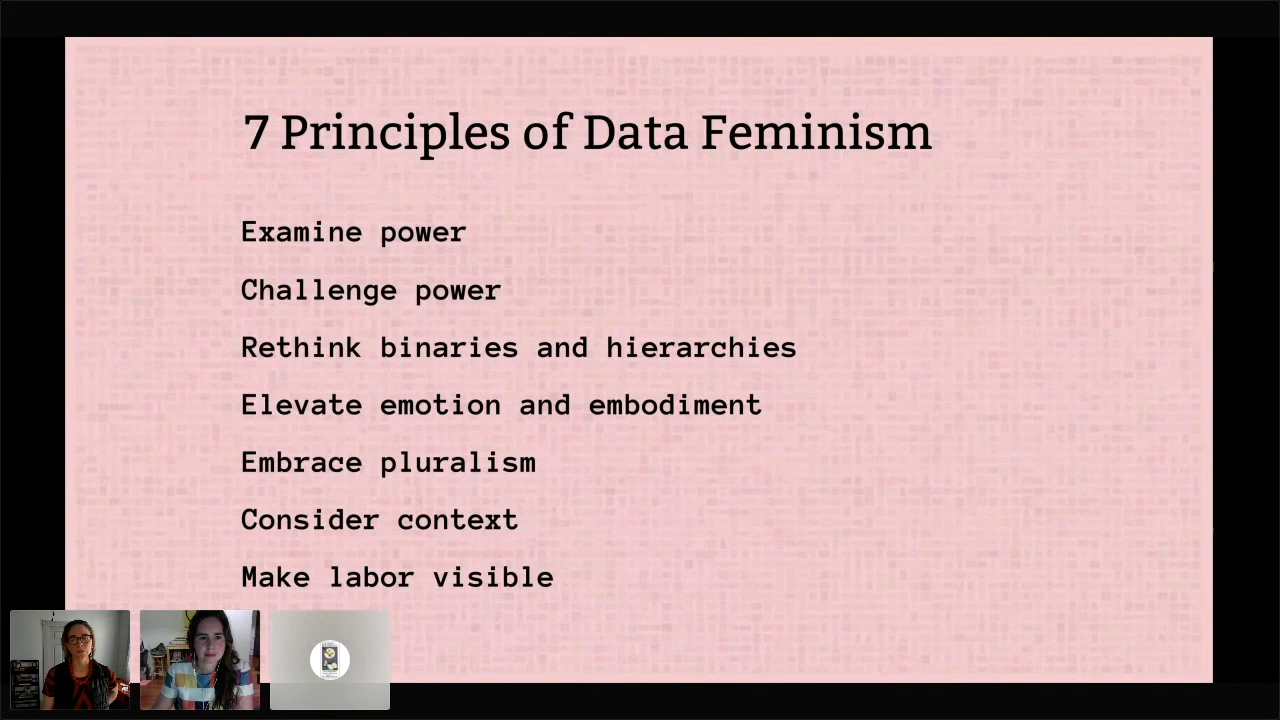 7 Principles of Data Feminism
Examine power
Challenge power
Rethink binaries and hierarchies
Elevate emotion and embodiment
Embrace pluralism
Consider context
Make labor visible